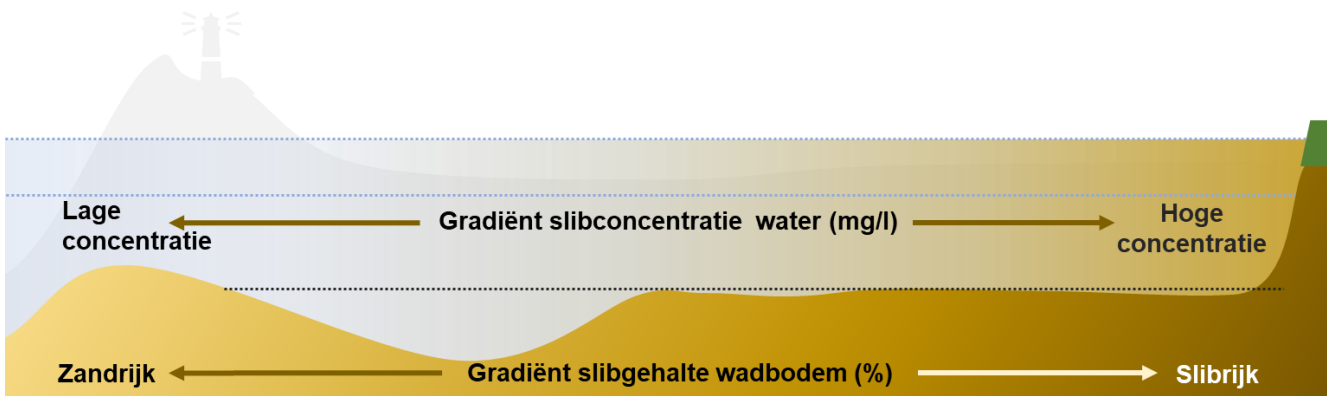 Lage
concentratie
Gradiënt slibconcentratie water (mg/l)
Hoge
concentratie
Zandrijk
Gradiënt slibgehalte wadbodem (%)
Slibrijk